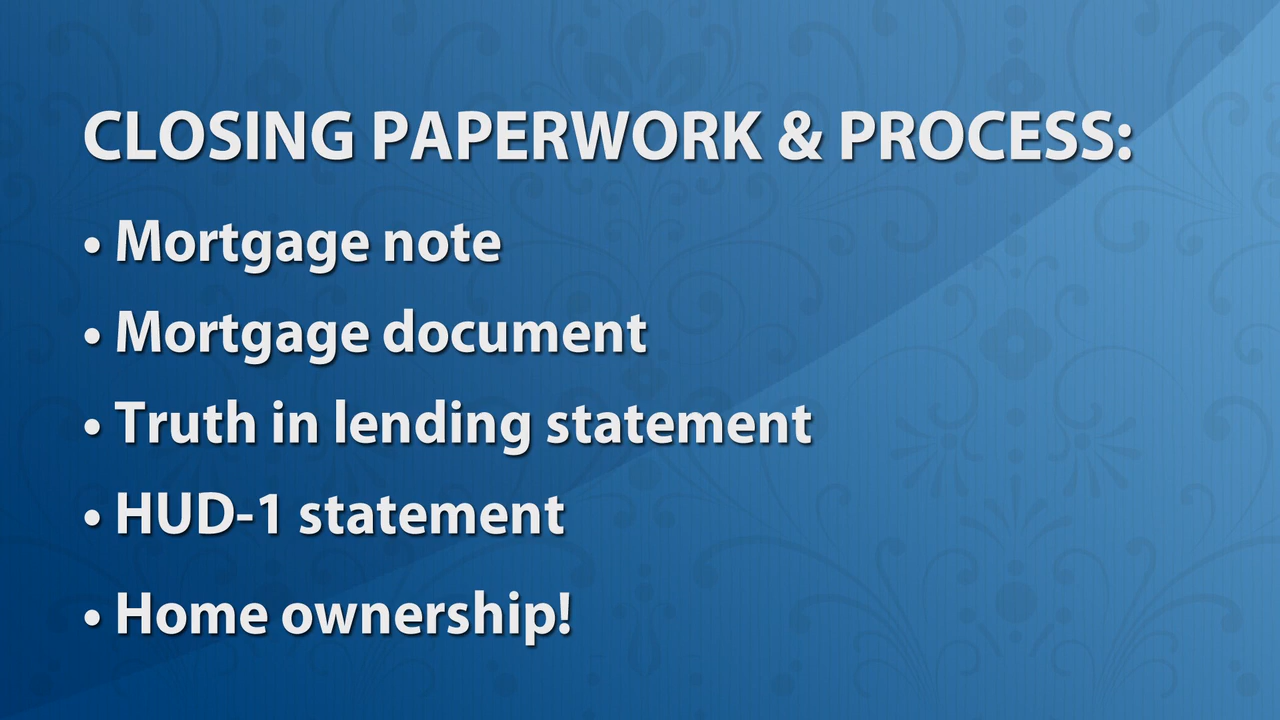 CLOSING PAPERWORK & PROCESS:
• Mortgage note
• Mortgage document
• Truth in lending statement
• HUD-1 statement
• Home ownership!